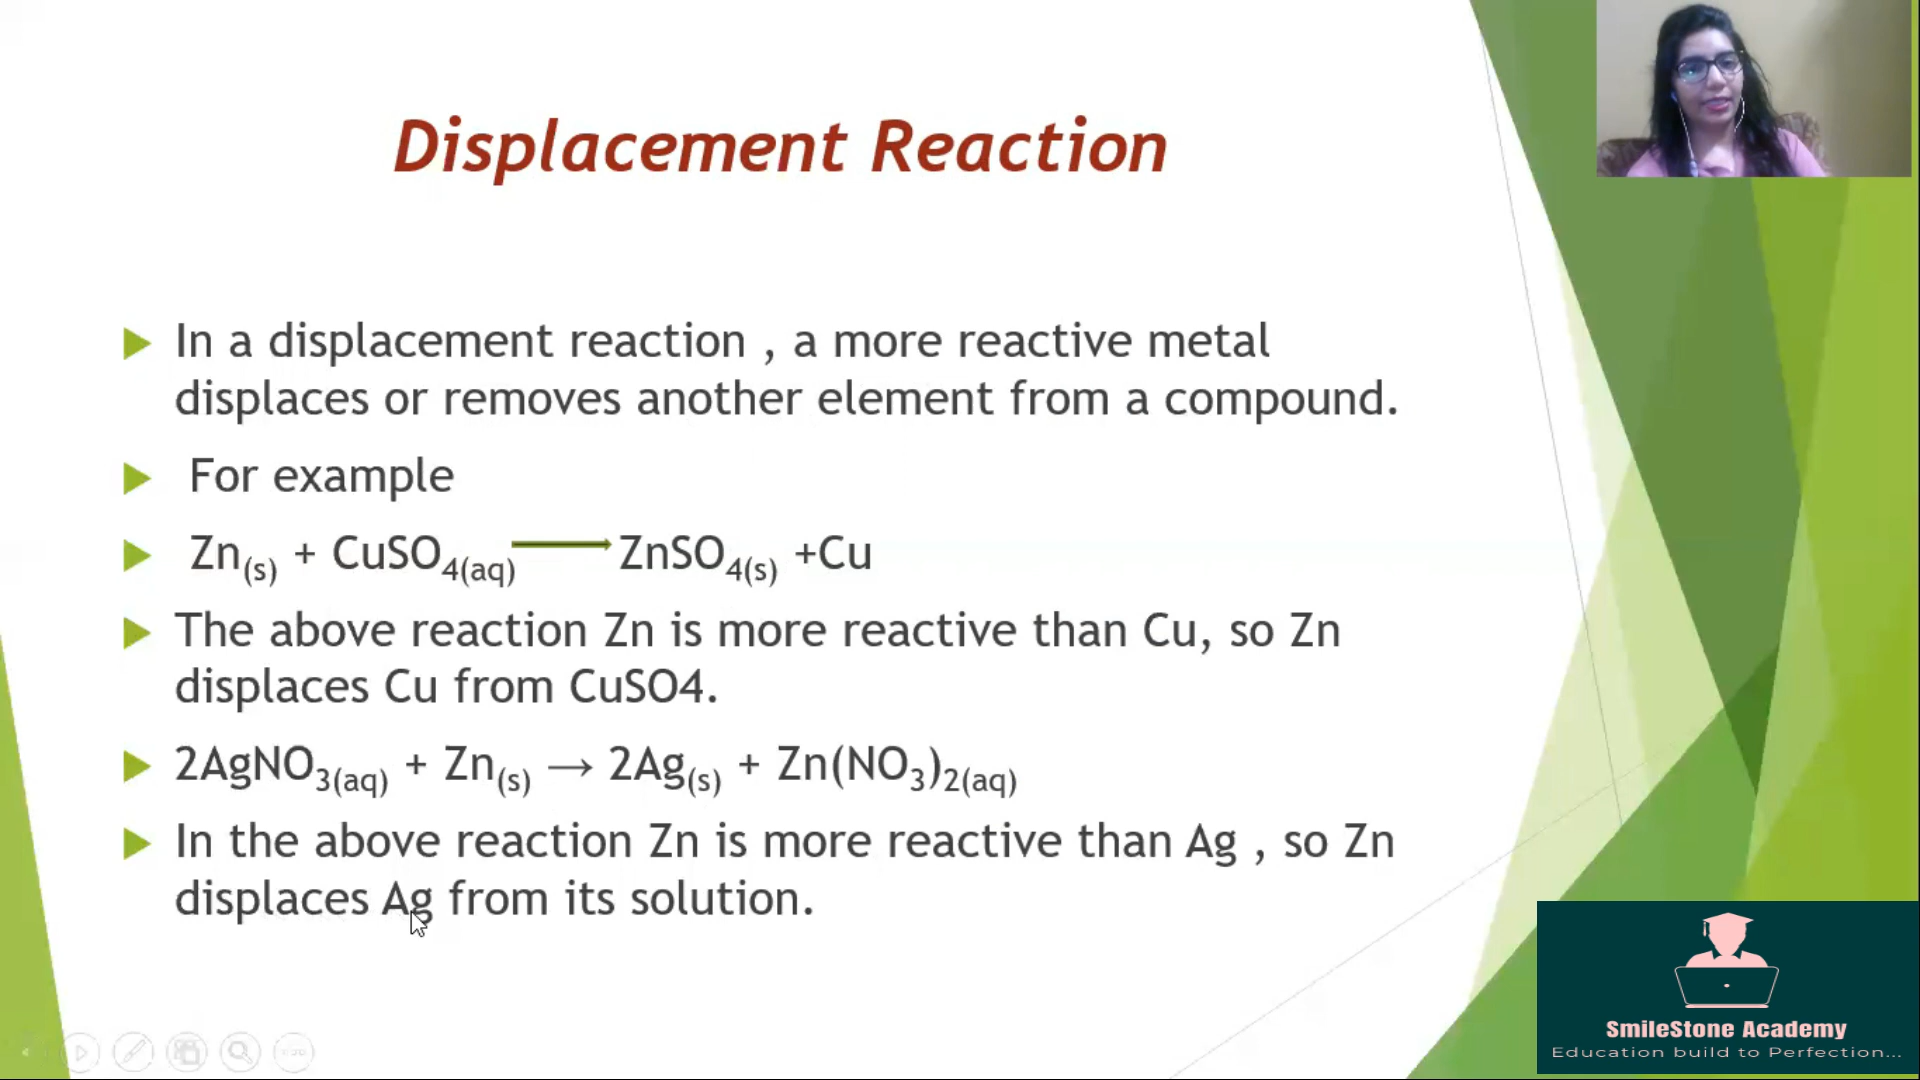 Displacement Reaction
In a displacement reaction , a more reactive metal
displaces or removes another element from a compound.
For example
Zn(s) + CuSO4(aq) ⟶ ZnSO4(s) +Cu
The above reaction Zn is more reactive than Cu, so Zn
displaces Cu from CuSO4.
2AgNO3(aq) + Zn(s) → 2Ag(s) + Zn(NO3)2(aq)
In the above reaction Zn is more reactive than Ag , so Zn
displaces Ag from its solution.
SmileStone Academy
Education build to Perfection...